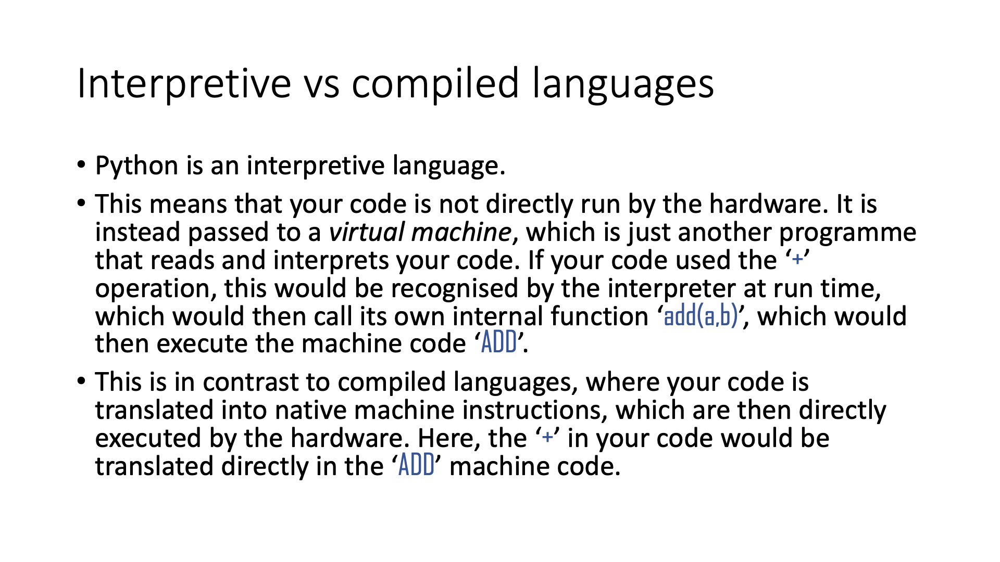 Interpretive vs compiled languages
• Python is an interpretive language.
• This means that your code is not directly run by the hardware. It is
instead passed to a virtual machine, which is just another programme
that reads and interprets your code. If your code used the ‘+’
operation, this would be recognised by the interpreter at run time,
which would then call its own internal function ‘add(a,b)’, which would
then execute the machine code ‘ADD’.
• This is in contrast to compiled languages, where your code is
translated into native machine instructions, which are then directly
executed by the hardware. Here, the ‘+’ in your code would be
translated directly in the ‘ADD’ machine code.